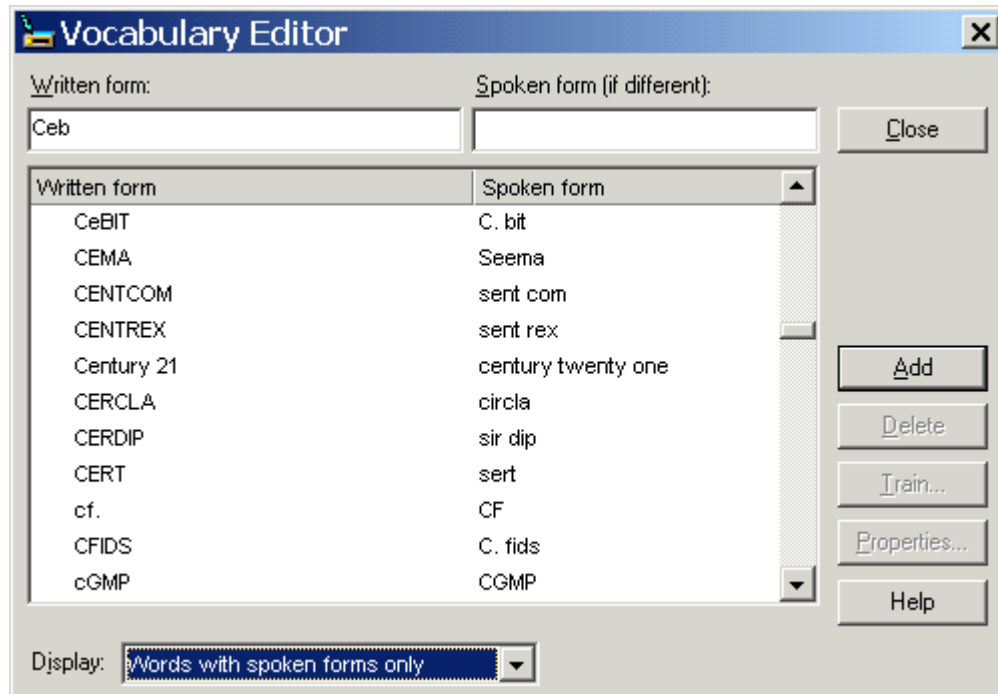 Vocabulary Editor
Written form: Spoken form (if different):
Ceb Close
Written form Spoken form
CeBIT C. bit
CEMA Seema
CENTCOM sent com
CENTREX sent rex
Century 21 century twenty one
Add
CERCLA circla
CERDIP sir dip
Delete
CERT sert
Train...
cf. CF
CFIDS C. fids
Properties...
cGMP CGMP
Help
Display: Words with spoken forms only